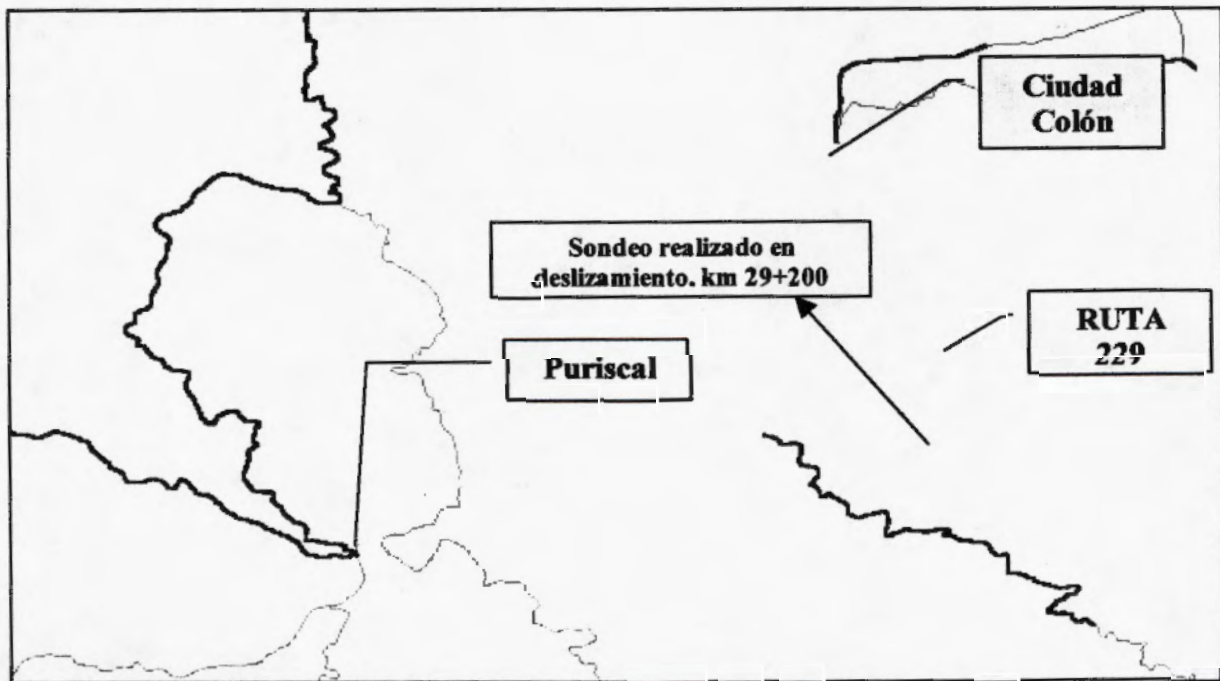 Ciudad
Colón
Sondeo realizado en
deslizamiento. km 29+200
RUTA
229
Puriscal